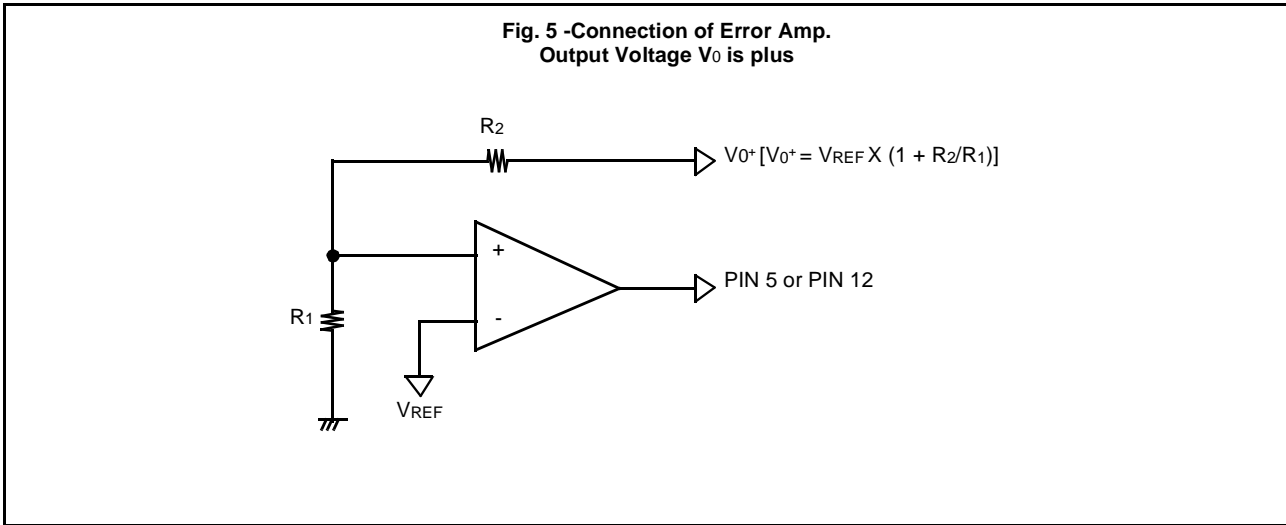 Fig. 5 -Connection of Error Amp.
Output Voltage V0 is plus
R2
V0+ [V0+ = VREF X (1 + R2/R1)]
+
PIN 5 or PIN 12
R1
-
VREF